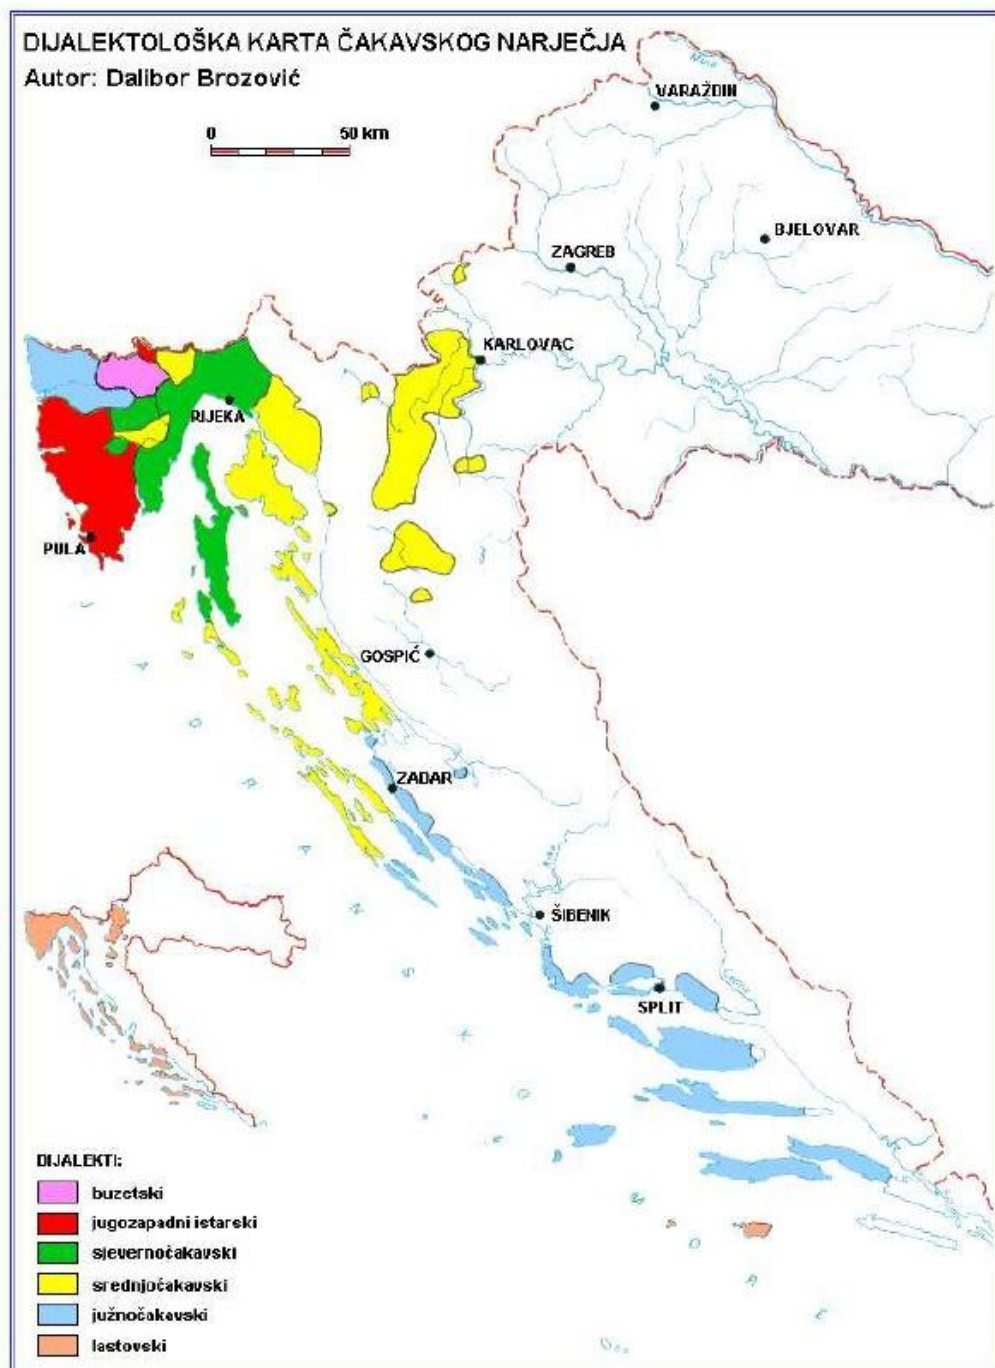 DIJALEKTOLOŠKA KARTA ČAKAVSKOG NARJEČJA
Autor: Dalibor Brozović
0 50 km
VARAŽDIN
BJELOVAR
ZAGREB
KARLOVAC
RIJEKA
PULA
GOSPIĆ
ZADAR
ŠIBENIK
SPLIT
DIJALEKTI:
buzetski
jugozapadni istarski
sjevernočakavski
srednjočakavski
južnočakavski
lastovski